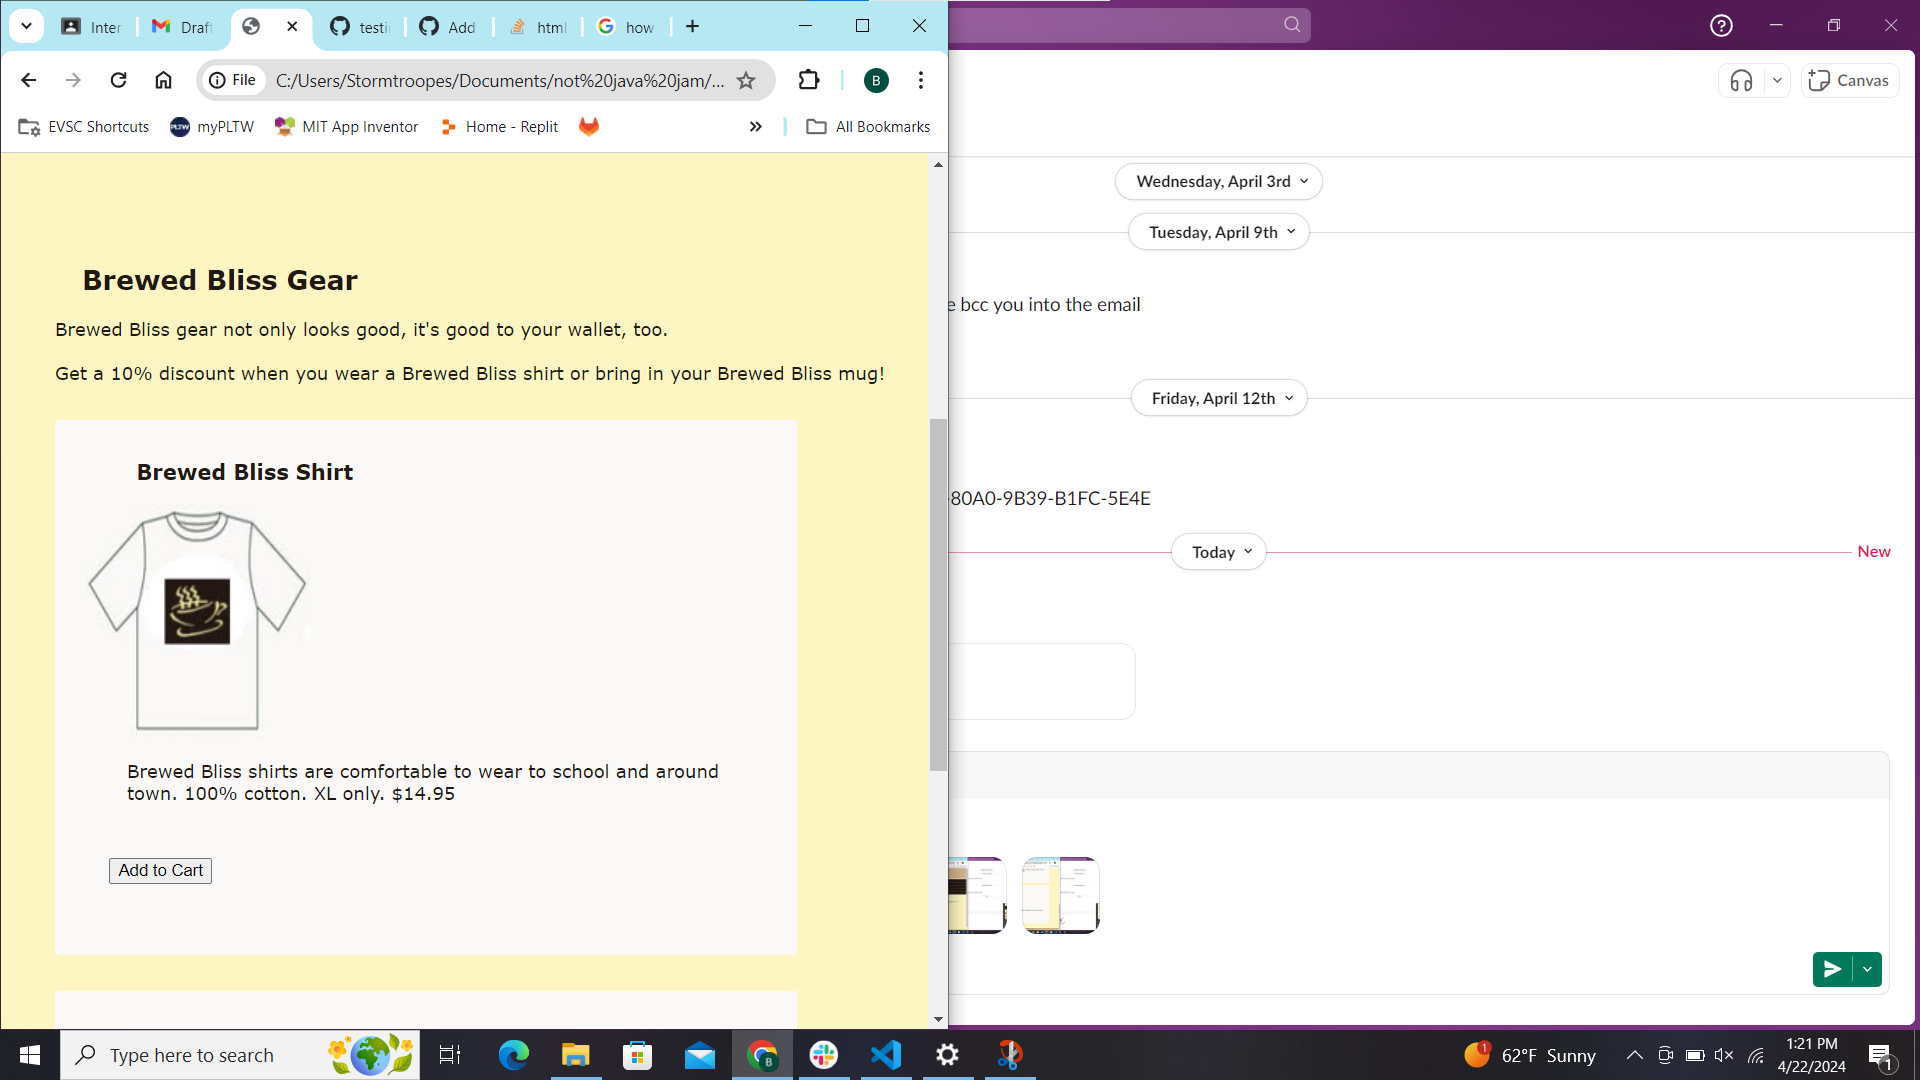 Inter
Draft
testi
Add
html
how
File
C:/Users/Stormtroopes/Documents/not%20java%20jam/...
B
EVSC Shortcuts
PLTW
myPLTW
MIT App Inventor
Home - Replit
All Bookmarks
Brewed Bliss Gear
Brewed Bliss gear not only looks good, it's good to your wallet, too.
Get a 10% discount when you wear a Brewed Bliss shirt or bring in your Brewed Bliss mug!
Brewed Bliss Shirt
Brewed Bliss shirts are comfortable to wear to school and around
town. 100% cotton. XL only. $14.95
Add to Cart
Canvas
Wednesday, April 3rd
Tuesday, April 9th
e bcc you into the email
Friday, April 12th
-80A0-9B39-B1FC-5E4E
Today
New
Type here to search
B
1
62°F Sunny
1:21 PM
4/22/2024
1